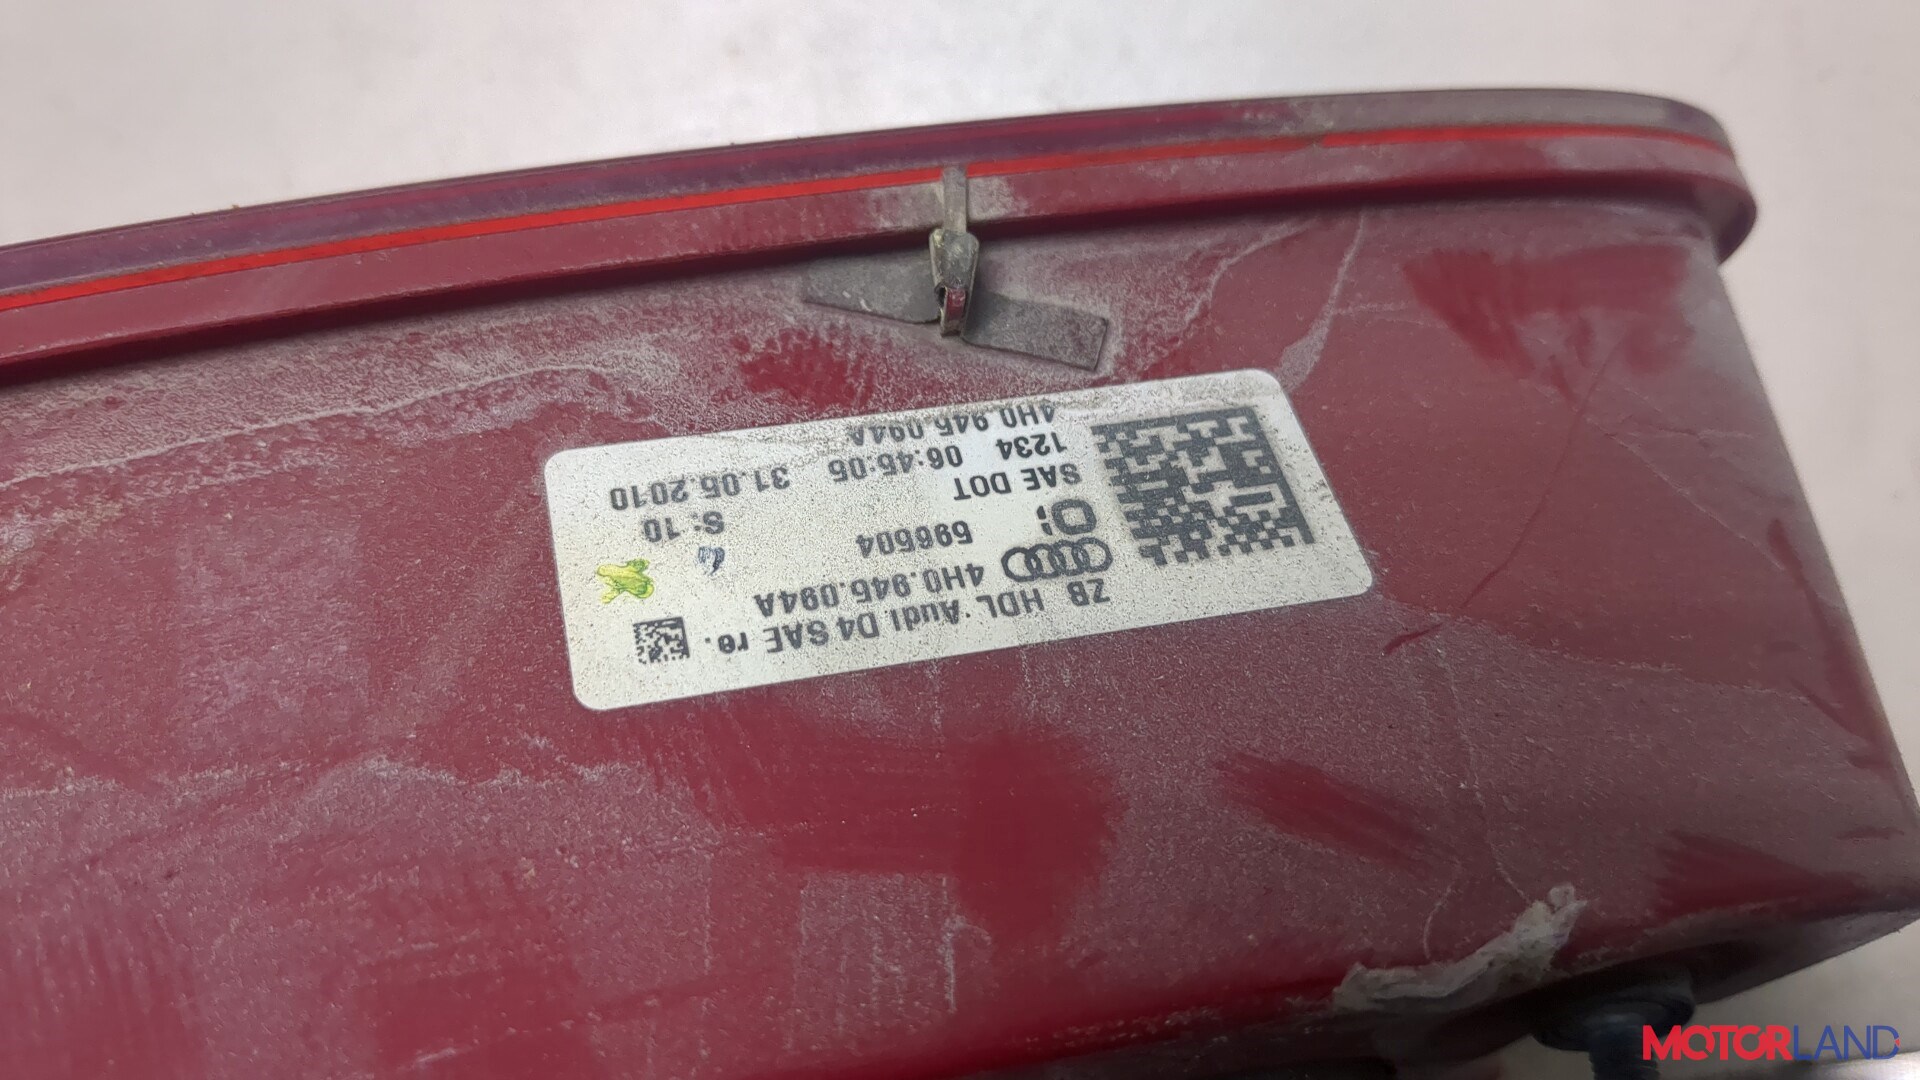 ZB HDL Audi D4 SAE re.
4H0.945.094A
696504
S: 10
SAE DOT
1234 06:45:05 31.05.2010
4H0.945.094A
MOTORLAND